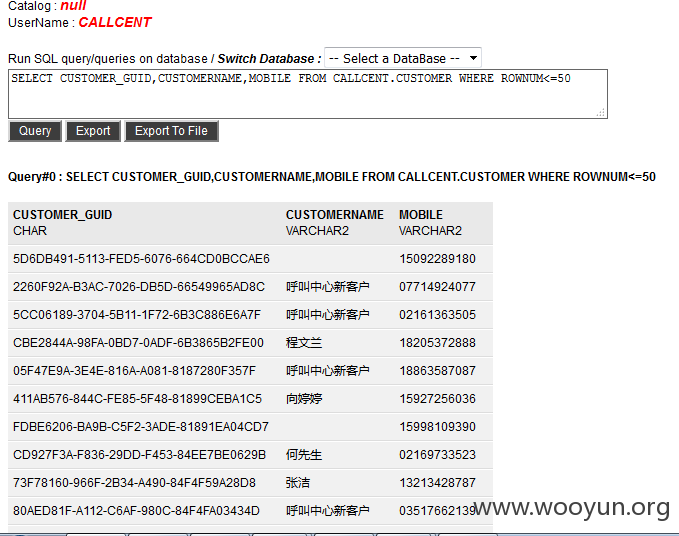 Catalog : null
UserName : CALLCENT
Run SQL query/queries on database / Switch Database : -- Select a DataBase --
SELECT CUSTOMER_GUID,CUSTOMERNAME,MOBILE FROM CALLCENT.CUSTOMER WHERE ROWNUM<=50
Query Export Export To File
Query#0 : SELECT CUSTOMER_GUID,CUSTOMERNAME,MOBILE FROM CALLCENT.CUSTOMER WHERE ROWNUM<=50
CUSTOMER_GUID CUSTOMERNAME MOBILE
CHAR VARCHAR2 VARCHAR2
5D6DB491-5113-FED5-6076-664CD0BCCAE6 15092289180
2260F92A-B3AC-7026-DB5D-66549965AD8C 呼叫中心新客户 07714924077
5CC06189-3704-5B11-1F72-6B3C886E6A7F 呼叫中心新客户 02161363505
CBE2844A-98FA-0BD7-0ADF-6B3865B2FE00 程文兰 18205372888
05F47E9A-3E4E-816A-A081-8187280F357F 呼叫中心新客户 18863587087
411AB576-844C-FE85-5F48-81899CEBA1C5 向婷婷 15927256036
FDBE6206-BA9B-C5F2-3ADE-81891EA04CD7 15998109390
CD927F3A-F836-29DD-F453-84EE7BE0629B 何先生 02169733523
73F78160-966F-2B34-A490-84F4F59A28D8 张洁 13213428787
80AED81F-A112-C6AF-980C-84F4FA03434D 呼叫中心新客户 03517662139
www.wooyun.org